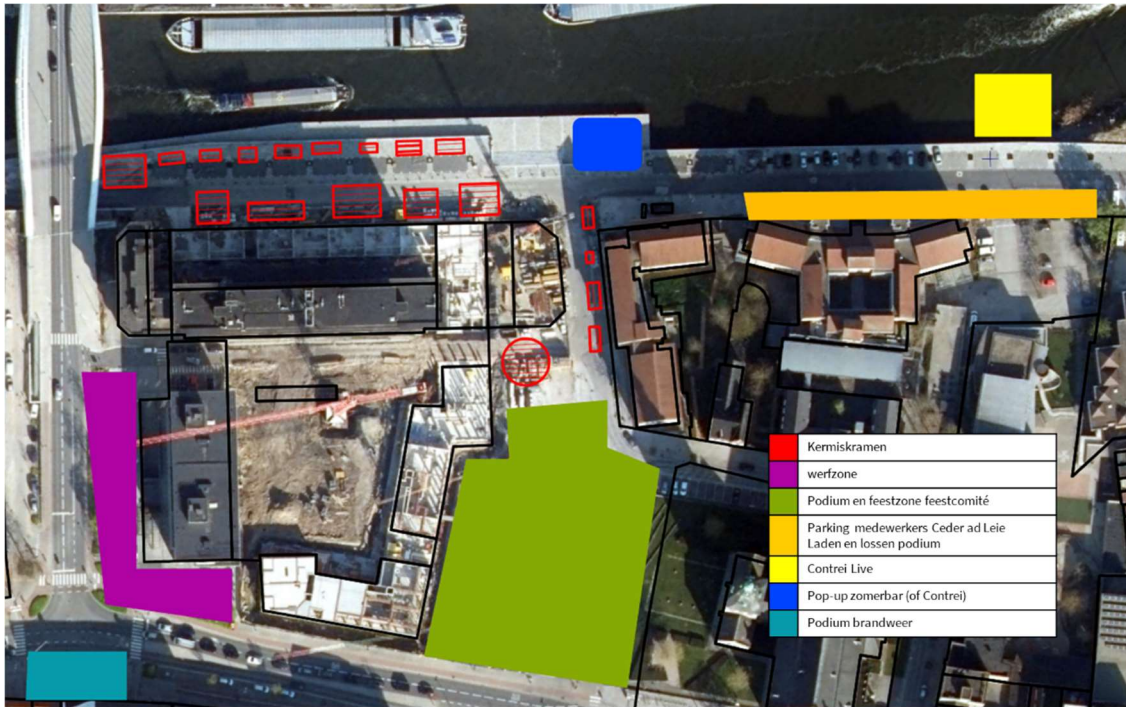 Kermiskramen
werfzone
Podium en feestzone feestcomité
Parking medewerkers Ceder ad Leie
Laden en lossen podium
Contrei Live
Pop-up zomerbar (of Contrei)
Podium brandweer